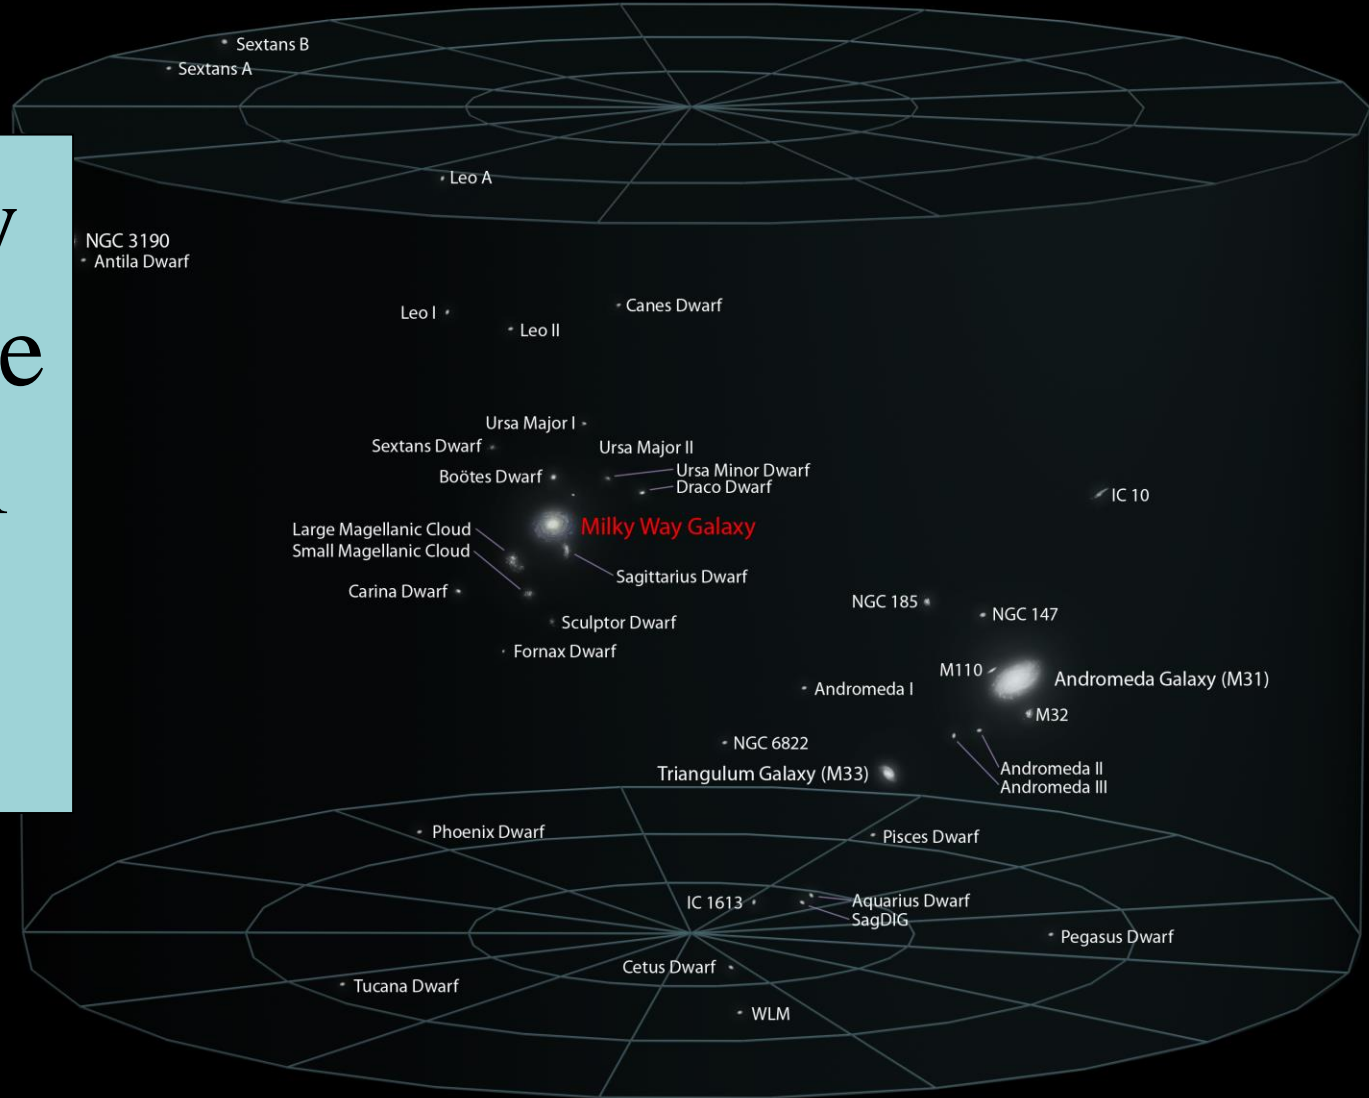 Sextans B
Sextans A
Leo A
y
NGC 3190
Antila Dwarf
Leo I
Leo II
Canes Dwarf
e
Ursa Major I
Sextans Dwarf
Ursa Major II
Boötes Dwarf
Ursa Minor Dwarf
Draco Dwarf
IC 10
Large Magellanic Cloud
Milky Way Galaxy
Small Magellanic Cloud
Sagittarius Dwarf
Carina Dwarf
NGC 185
NGC 147
Sculptor Dwarf
Fornax Dwarf
M110
Andromeda Galaxy (M31)
Andromeda I
M32
NGC 6822
Triangulum Galaxy (M33)
Andromeda II
Andromeda III
Phoenix Dwarf
Pisces Dwarf
IC 1613
Aquarius Dwarf
SagDIG
Pegasus Dwarf
Cetus Dwarf
Tucana Dwarf
WLM